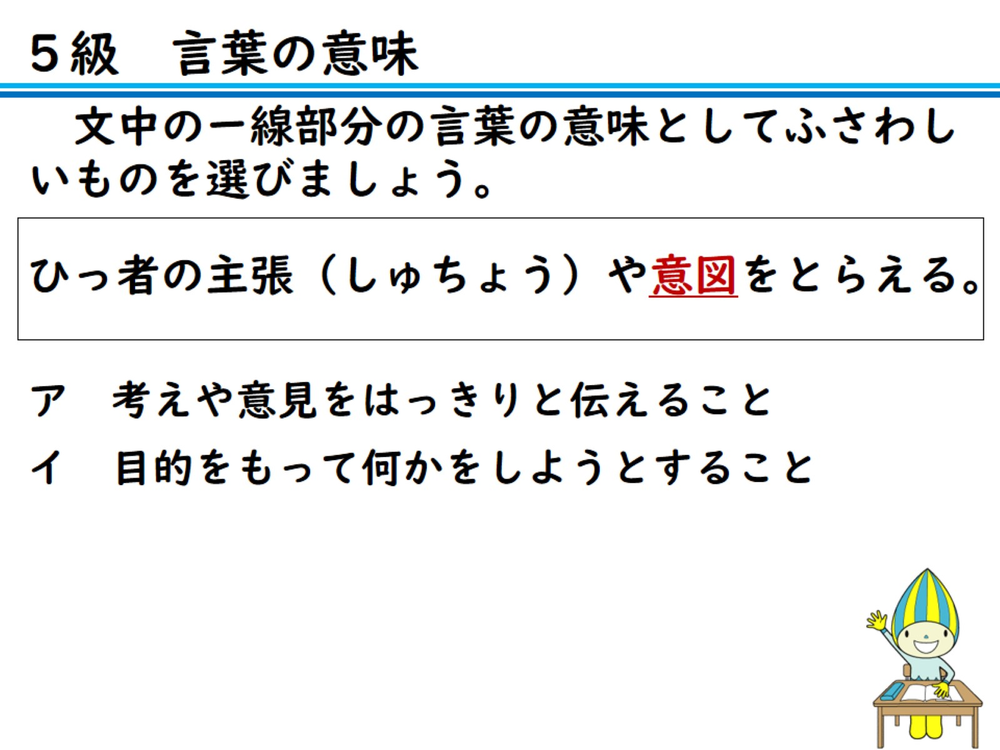 ５級　言葉の意味
文中の―線部分の言葉の意味としてふさわし
いものを選びましょう。
ひっ者の主張（しゅちょう）や意図をとらえる。
ア　考えや意見をはっきりと伝えること
イ　目的をもって何かをしようとすること